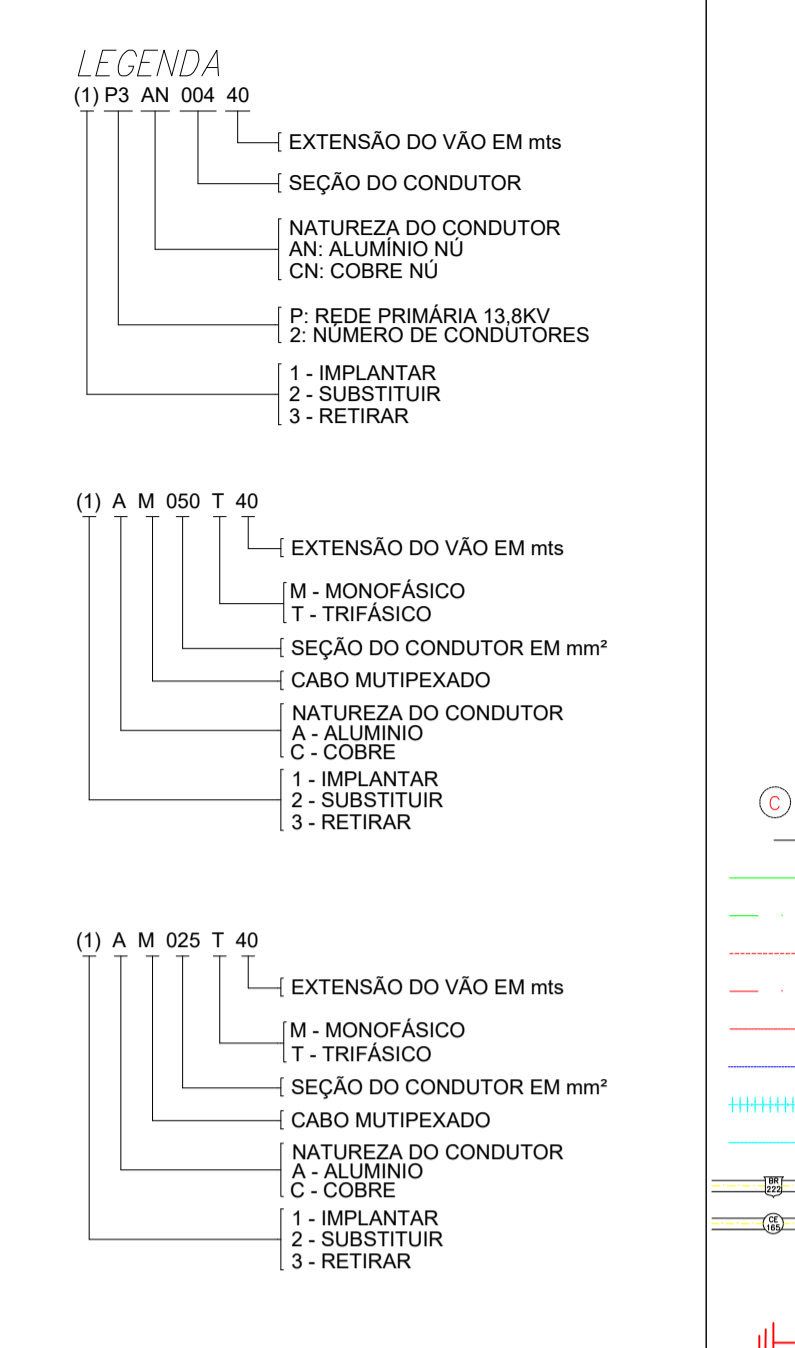 LEGENDA
(1) P3 AN 004 40
EXTENSÃO DO VÃO EM mts
SEÇÃO DO CONDUTOR
NATUREZA DO CONDUTOR
AN: ALUMÍNIO NÚ
CN: COBRE NÚ
P: REDE PRIMÁRIA 13,8KV
2: NÚMERO DE CONDUTORES
1 - IMPLANTAR
2 - SUBSTITUIR
3 - RETIRAR
(1) A M 050 T 40
EXTENSÃO DO VÃO EM mts
M - MONOFÁSICO
T - TRIFÁSICO
SEÇÃO DO CONDUTOR EM mm²
CABO MUTIPEXADO
NATUREZA DO CONDUTOR
A - ALUMINIO
C - COBRE
1 - IMPLANTAR
2 - SUBSTITUIR
3 - RETIRAR
(1) A M 025 T 40
EXTENSÃO DO VÃO EM mts
M - MONOFÁSICO
T - TRIFÁSICO
SEÇÃO DO CONDUTOR EM mm²
CABO MUTIPEXADO
NATUREZA DO CONDUTOR
A - ALUMINIO
C - COBRE
1 - IMPLANTAR
2 - SUBSTITUIR
3 - RETIRAR
C
BR
222
CE
165